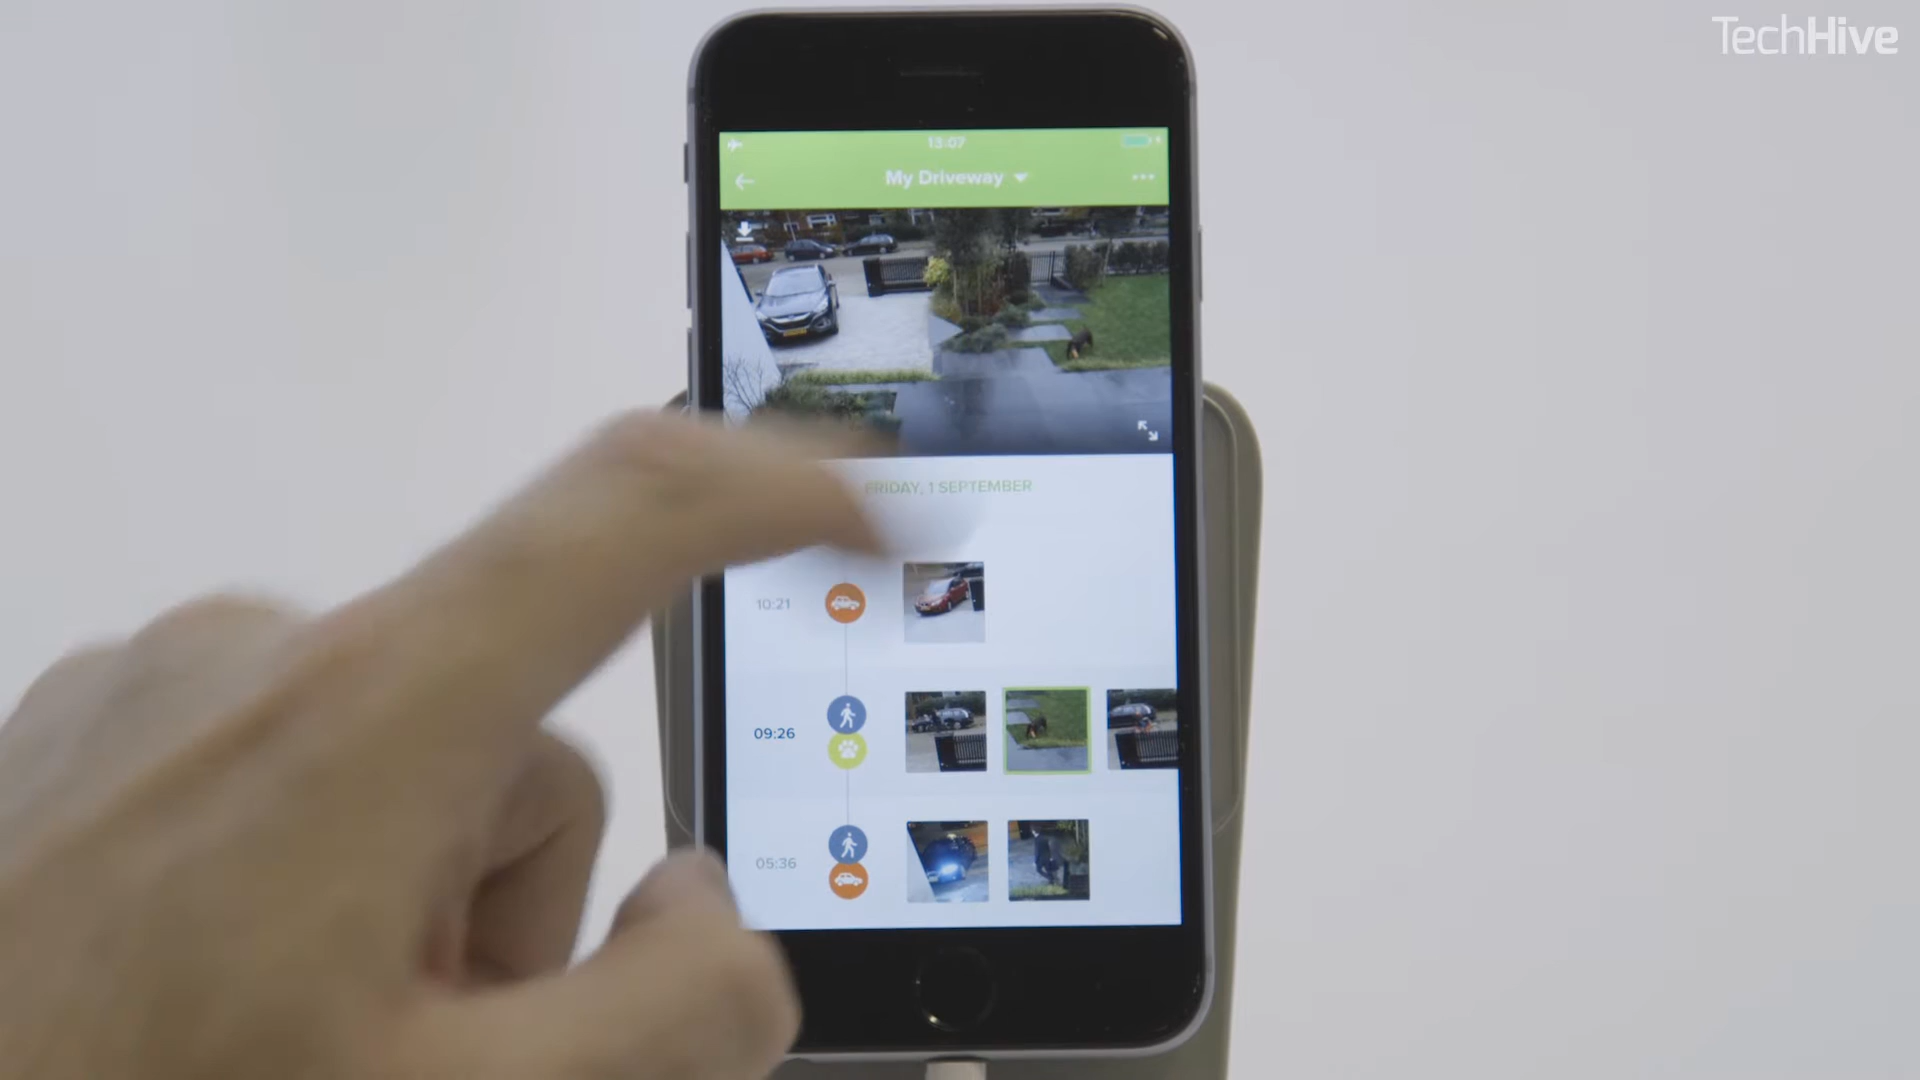 TechHive
13:07
My Driveway
FRIDAY, 1 SEPTEMBER
10:21
09:26
05:36